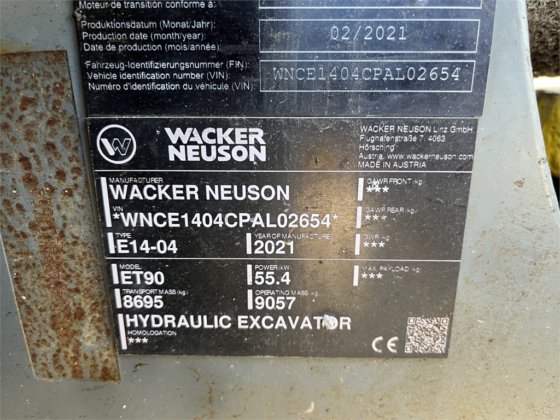 Moteur de transition conforme à
Produktionsdatum (Monat/Jahr):
Production date (month/year):
Date de production (mois/année):
02/2021
Fahrzeug-Identifizierungsnummer (FIN):
Vehicle identification number (VIN):
Numéro d'identification du véhicule (VIN):
WNCE1404CPAL02654
WACKER
NEUSON
WACKER NEUSON Linz GmbH
Flughafenstraße 7, 4063
Hörsching
Austria, www.wackerneuson.com
MADE IN AUSTRIA
MANUFACTURER
WACKER NEUSON
VIN
*WNCE1404CPAL02654*
TYPE
E14-04
YEAR OF MANUFACTURE
2021
MODEL
ET90
POWER kW
55.4
TRANSPORT MASS (kg)
8695
OPERATING MASS (kg)
9057
HYDRAULIC EXCAVATOR
HOMOLOGATION
***
GAWR FRONT (kg)
***
GAWR REAR (kg)
***
GWR (kg)
***
MAX. PAYLOAD (kg)
***
CE